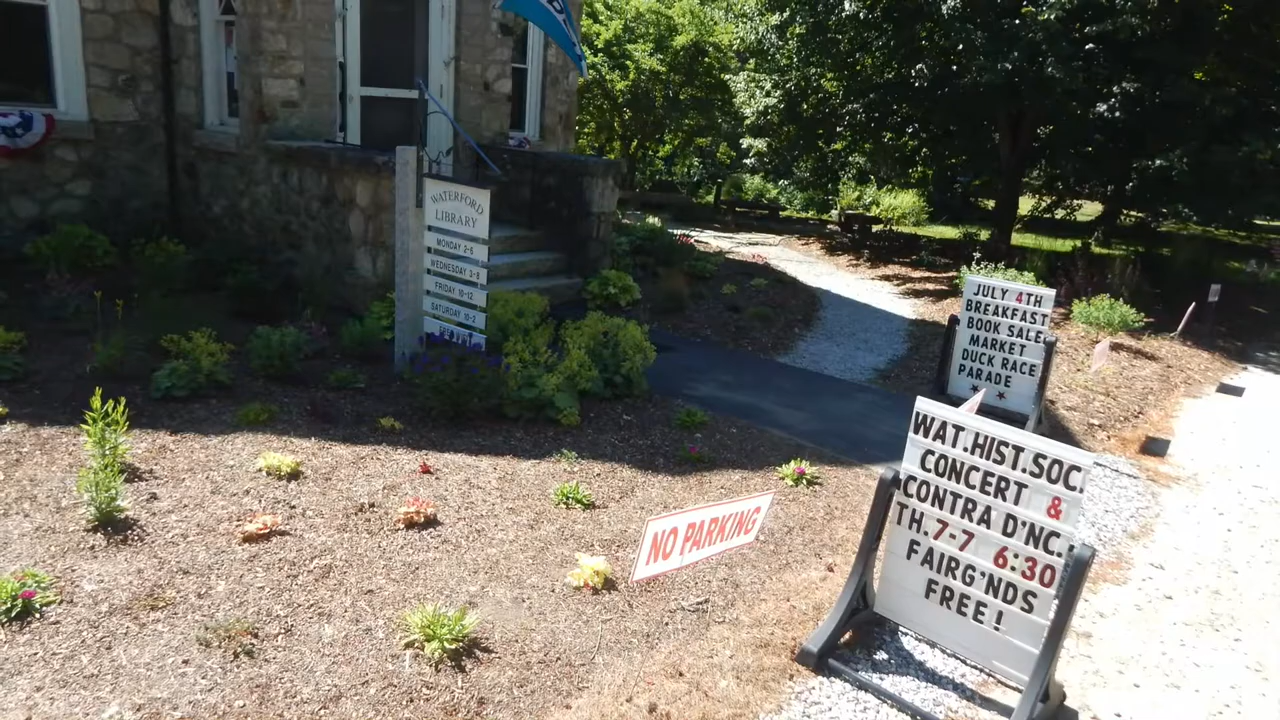 WATERFORD
LIBRARY
MONDAY 2-6
WEDNESDAY 3-8
FRIDAY 10-12
SATURDAY 10-2
JULY 4TH
BREAKFAST
BOOK SALE
MARKET
DUCK RACE
PARADE
WAT.HIST.SOC.
CONCERT &
CONTRA D'NC.
TH.7-7 6:30
FAIRG'NDS
FREE!
NO PARKING